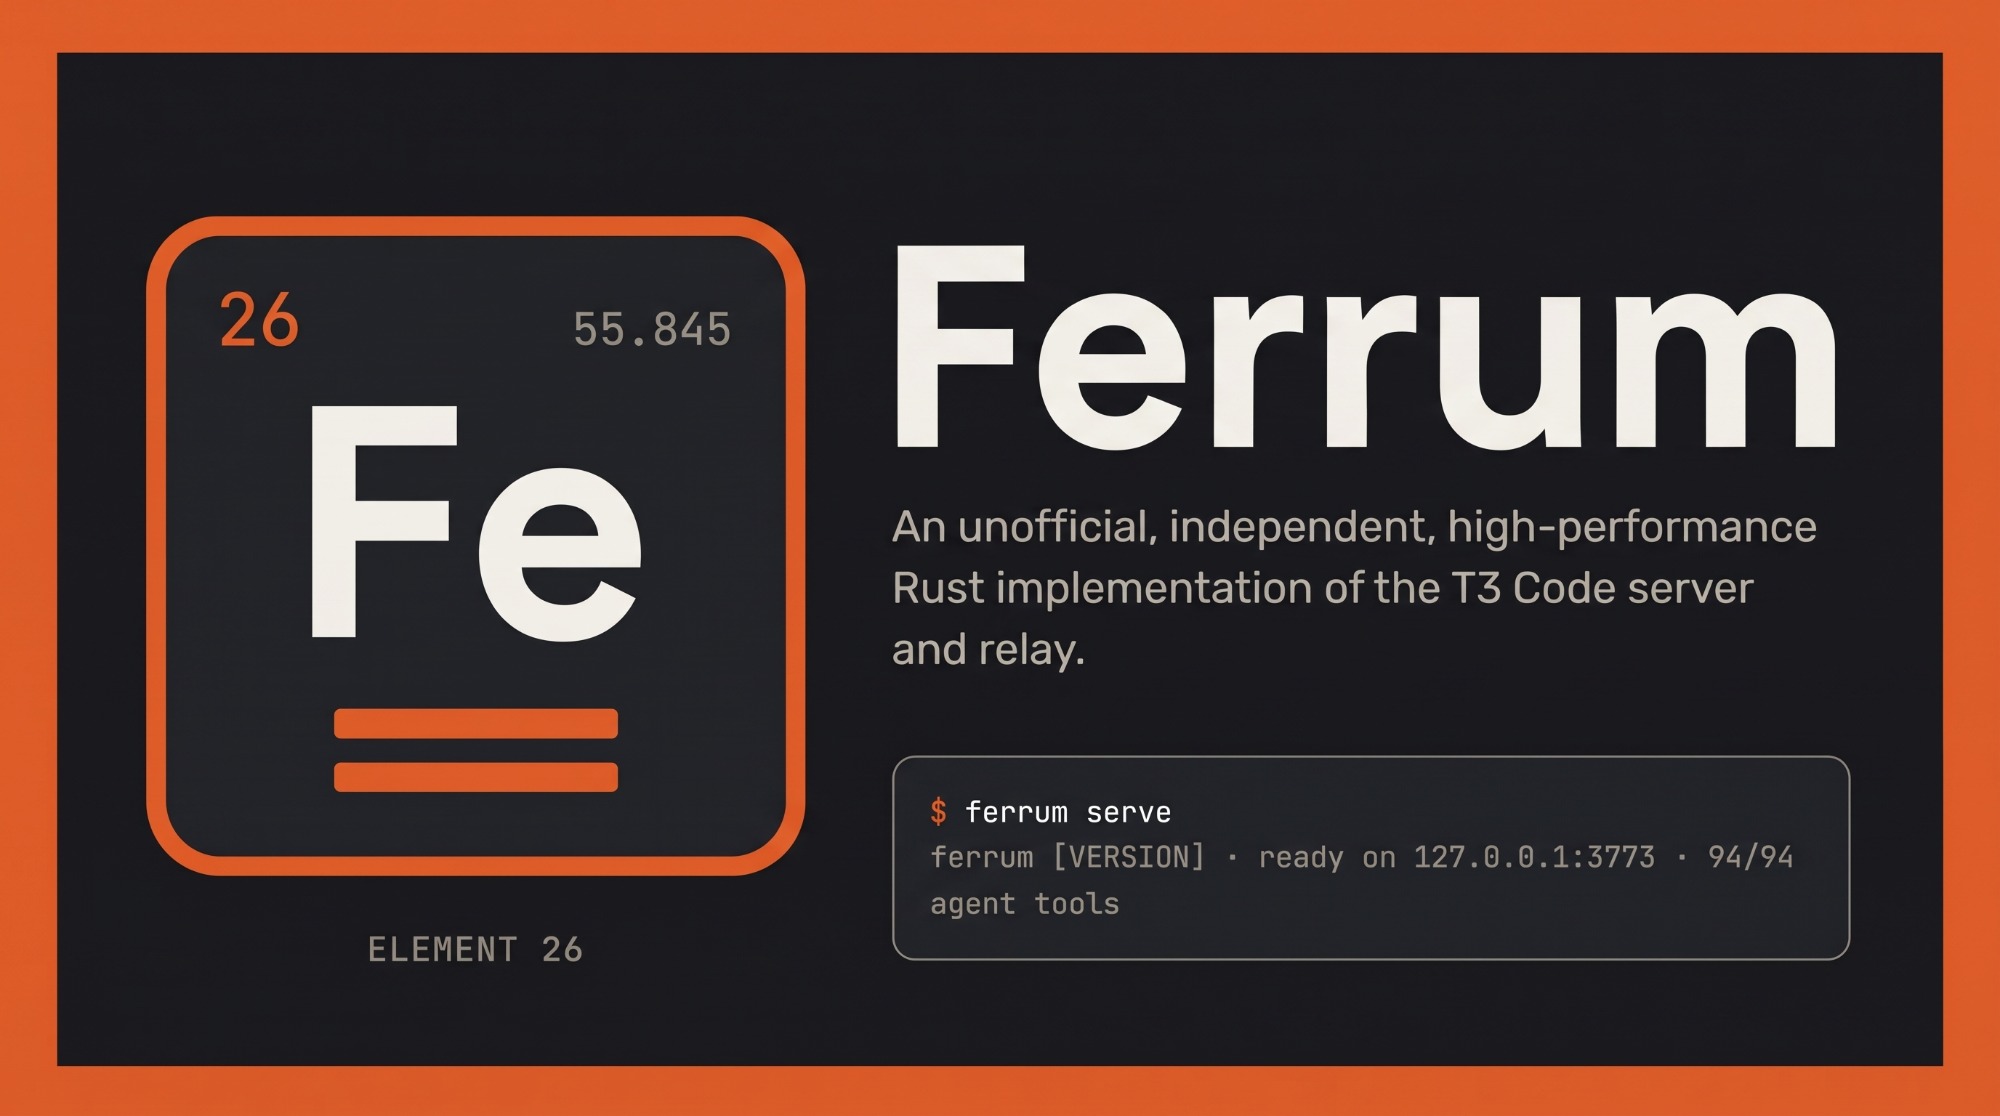 26
55.845
Fe
ELEMENT 26
Ferrum
An unofficial, independent, high-performance
Rust implementation of the T3 Code server
and relay.
$ ferrum serve
ferrum [VERSION] · ready on 127.0.0.1:3773 · 94/94
agent tools